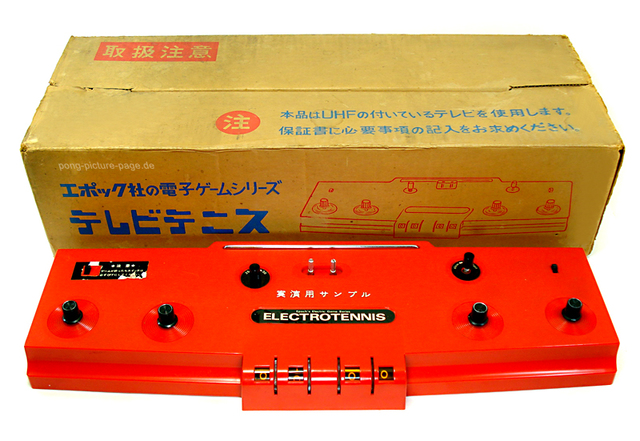 取扱注意
注
本品はUHFの付いているテレビを使用します。
保証書に必要事項の記入をお求めください。
pong-picture-page.de
エポック社の電子ゲームシリーズ
テレビテニス
実演用サンプル
Epoch's Electronic Game Series
ELECTROTENNIS